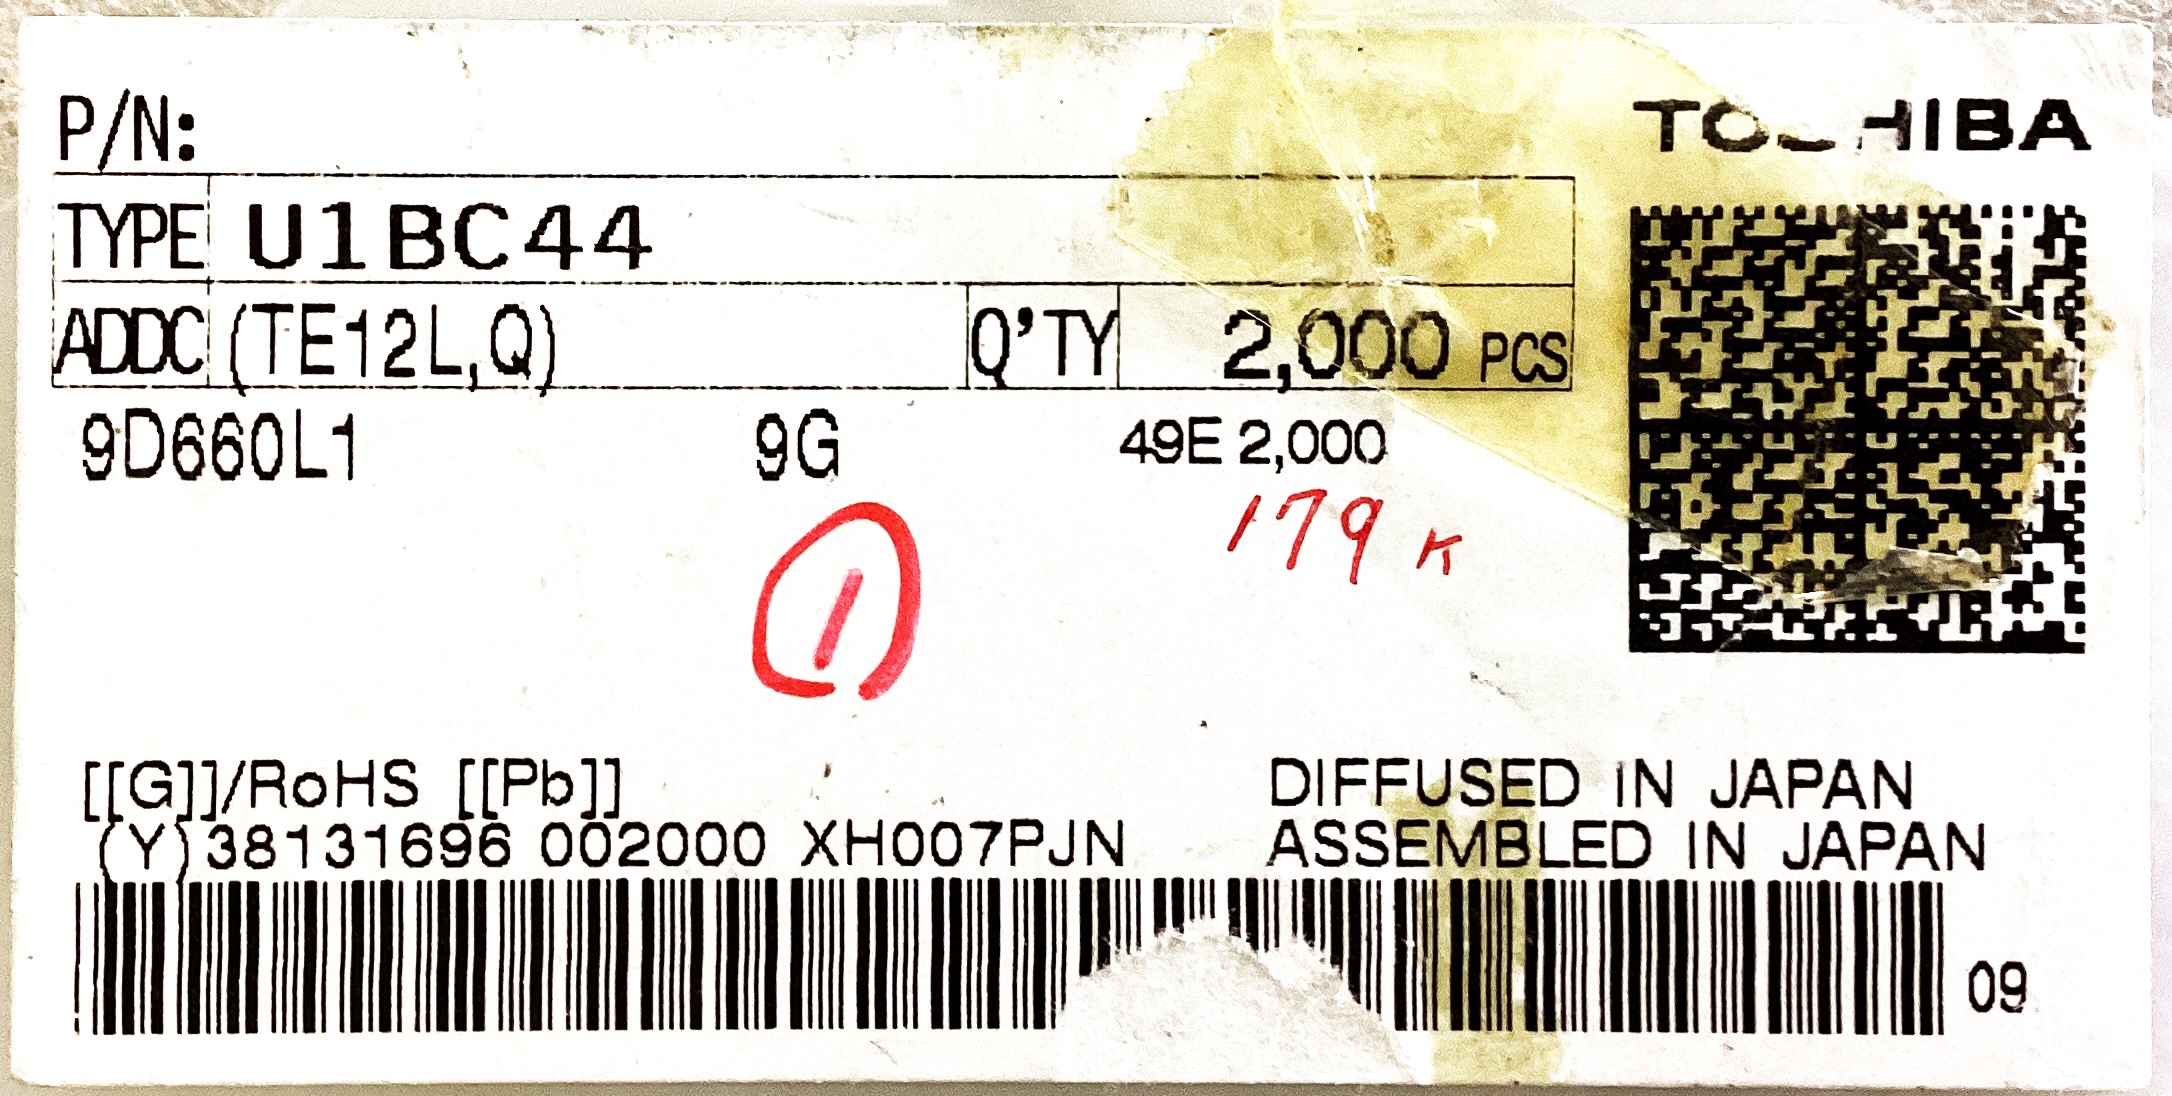 P/N:
TOSHIBA
TYPE U1BC44
ADDC (TE12L,Q) Q'TY 2,000 PCS
9D660L1 9G 49E 2,000
179 K
1
[[G]]/RoHS [[Pb]]
DIFFUSED IN JAPAN
(Y)38131696 002000 XH007PJN
ASSEMBLED IN JAPAN
09